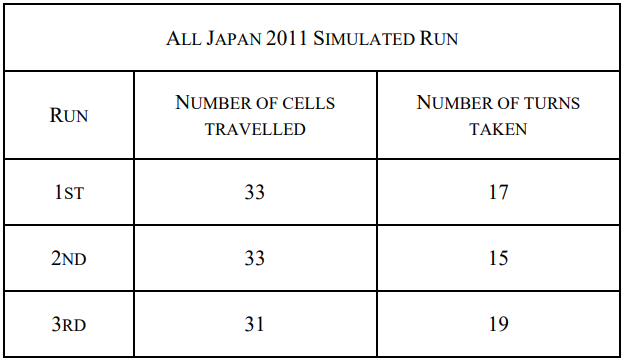 ALL JAPAN 2011 SIMULATED RUN
RUN
NUMBER OF CELLS
TRAVELLED
NUMBER OF TURNS
TAKEN
1ST
33
17
2ND
33
15
3RD
31
19